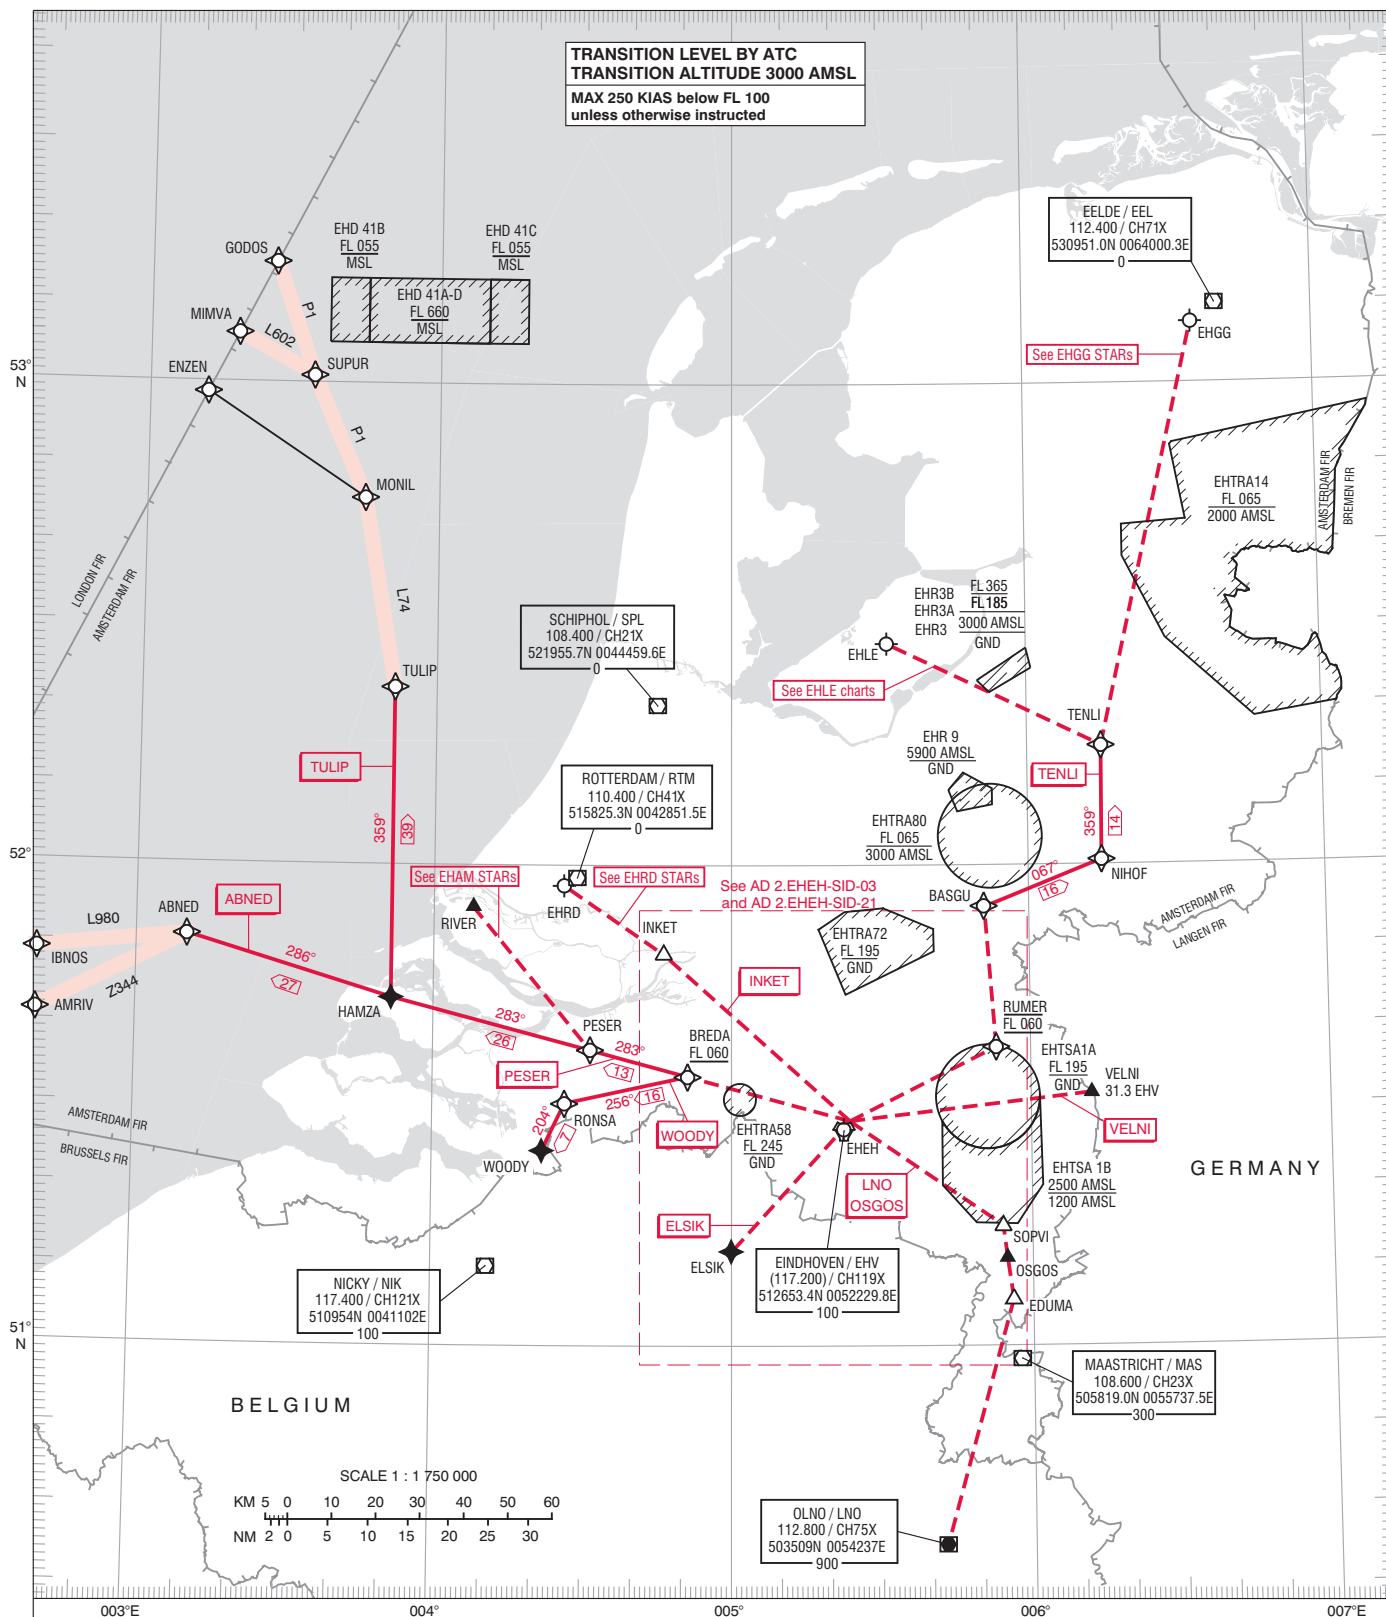 TRANSITION LEVEL BY ATC
TRANSITION ALTITUDE 3000 AMSL
MAX 250 KIAS below FL 100
unless otherwise instructed
EELDE / EEL
112.400 / CH71X
530951.0N 0064000.3E
0
EHD 41B
FL 055
MSL
EHD 41C
FL 055
MSL
EHD 41A-D
FL 660
MSL
GODOS
P1
MIMVA
L602
ENZEN
SUPUR
EHGG
See EHGG STARs
53°
N
P1
MONIL
EHTRA14
FL 065
2000 AMSL
AMSTERDAM FIR
BREMEN FIR
LONDON FIR
AMSTERDAM FIR
L74
EHR3B
EHR3A
EHR3
FL 365
FL 185
3000 AMSL
GND
SCHIPHOL / SPL
108.400 / CH21X
521955.7N 0044459.6E
0
EHLE
TULIP
See EHLE charts
TENLI
TULIP
EHR 9
5900 AMSL
GND
TENLI
ROTTERDAM / RTM
110.400 / CH41X
515825.3N 0042851.5E
0
359°
39
EHTRA80
FL 065
3000 AMSL
359°
14
52°
N
NIHOF
067°
16
See EHAM STARs
See EHRD STARs
See AD 2.EHEH-SID-03
and AD 2.EHEH-SID-21
BASGU
AMSTERDAM FIR
LANGEN FIR
ABNED
ABNED
L980
RIVER
EHRD
INKET
EHTRA72
FL 195
GND
IBNOS
286°
27
INKET
Z344
AMRIV
HAMZA
283°
26
RUMER
FL 060
PESER
283°
13
BREDA
FL 060
EHTSA1A
FL 195
GND
VELNI
31.3 EHV
PESER
256°
16
RONSA
204°
7
WOODY
WOODY
EHTRA58
FL 245
GND
EHEH
VELNI
AMSTERDAM FIR
BRUSSELS FIR
GERMANY
EHTSA 1B
2500 AMSL
1200 AMSL
LNO
OSGOS
ELSIK
SOPVI
OSGOS
ELSIK
EINDHOVEN / EHV
(117.200) / CH119X
512653.4N 0052229.8E
100
EDUMA
NICKY / NIK
117.400 / CH121X
510954N 0041102E
100
51°
N
MAASTRICHT / MAS
108.600 / CH23X
505819.0N 0055737.5E
300
BELGIUM
SCALE 1 : 1 750 000
KM 5 0 10 20 30 40 50 60
NM 2 0 5 10 15 20 25 30
OLNO / LNO
112.800 / CH75X
503509N 0054237E
900
003°E 004° 005° 006° 007°E